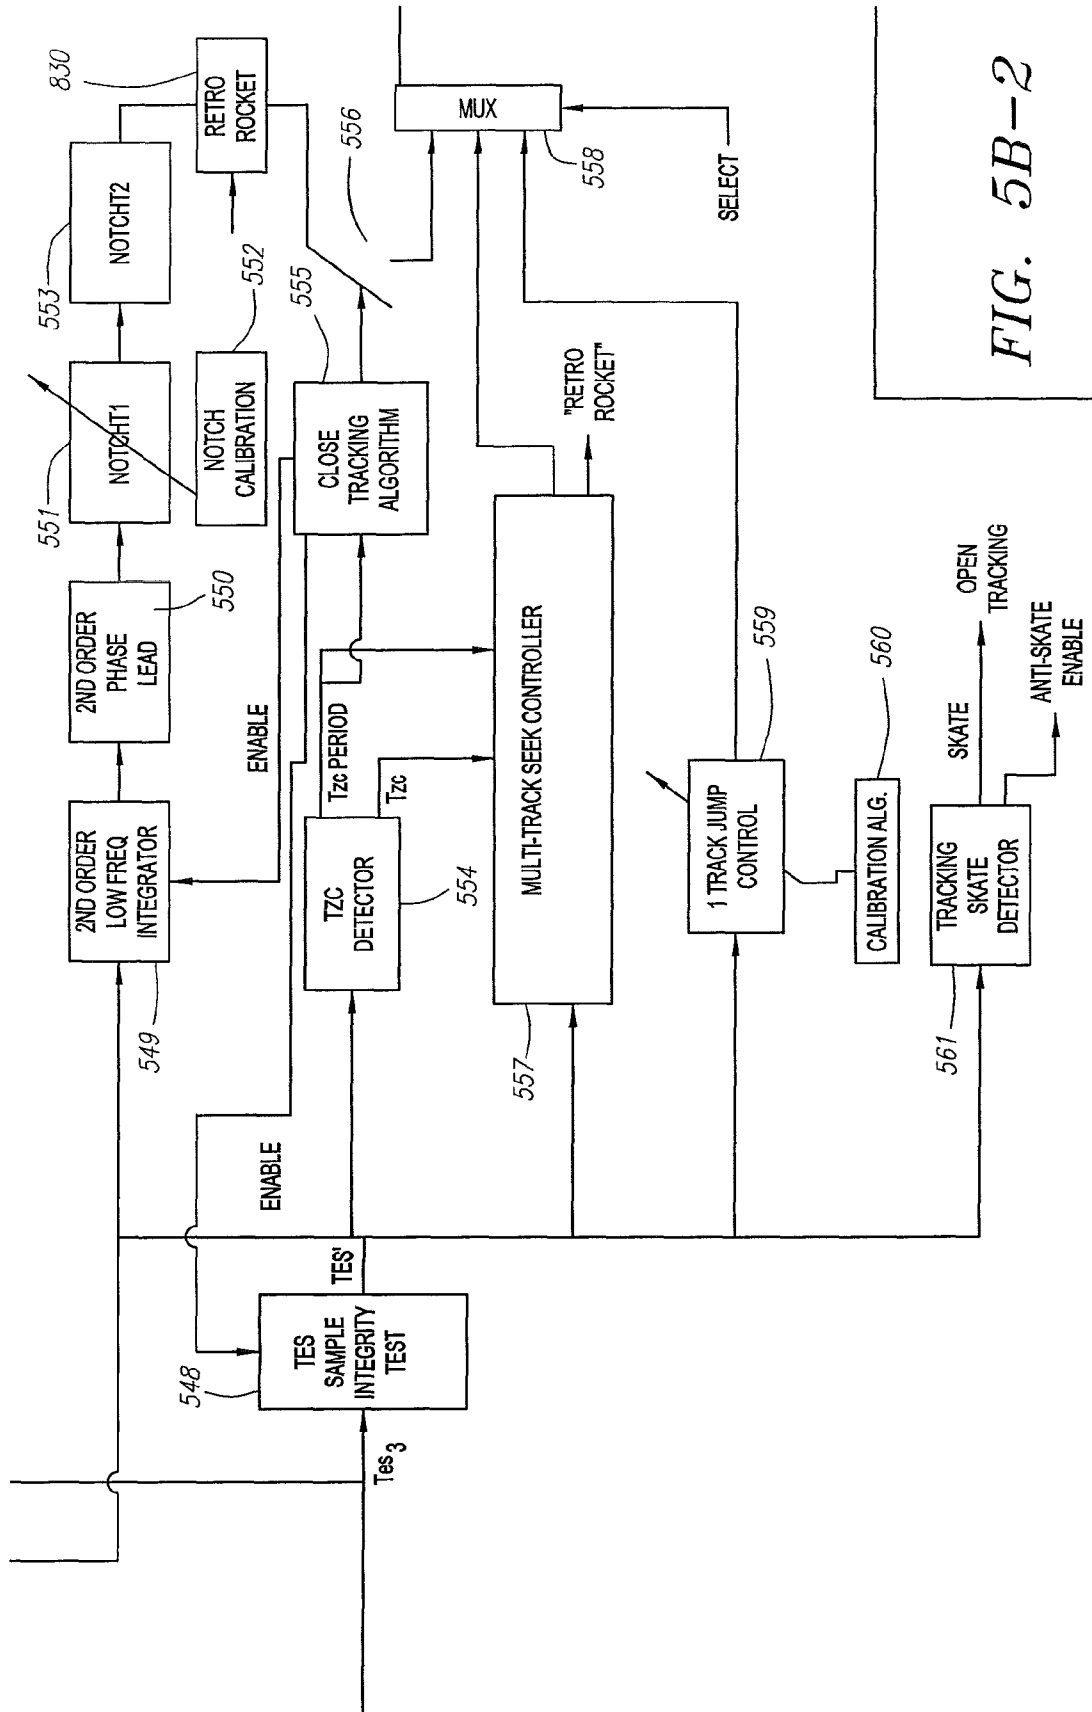 Tes3
548
TES
SAMPLE
INTEGRITY
TEST
TES'
ENABLE
549
2ND ORDER
LOW FREQ
INTEGRATOR
2ND ORDER
PHASE
LEAD
550
551
NOTCHT1
NOTCH
CALIBRATION
552
553
NOTCHT2
RETRO
ROCKET
830
ENABLE
TZC
DETECTOR
554
Tzc PERIOD
Tzc
CLOSE
TRACKING
ALGORITHM
555
556
557
MULTI-TRACK SEEK CONTROLLER
"RETRO
ROCKET"
MUX
558
SELECT
1 TRACK JUMP
CONTROL
559
CALIBRATION ALG.
560
561
TRACKING
SKATE
DETECTOR
SKATE
OPEN
TRACKING
ANTI-SKATE
ENABLE
FIG. 5B-2